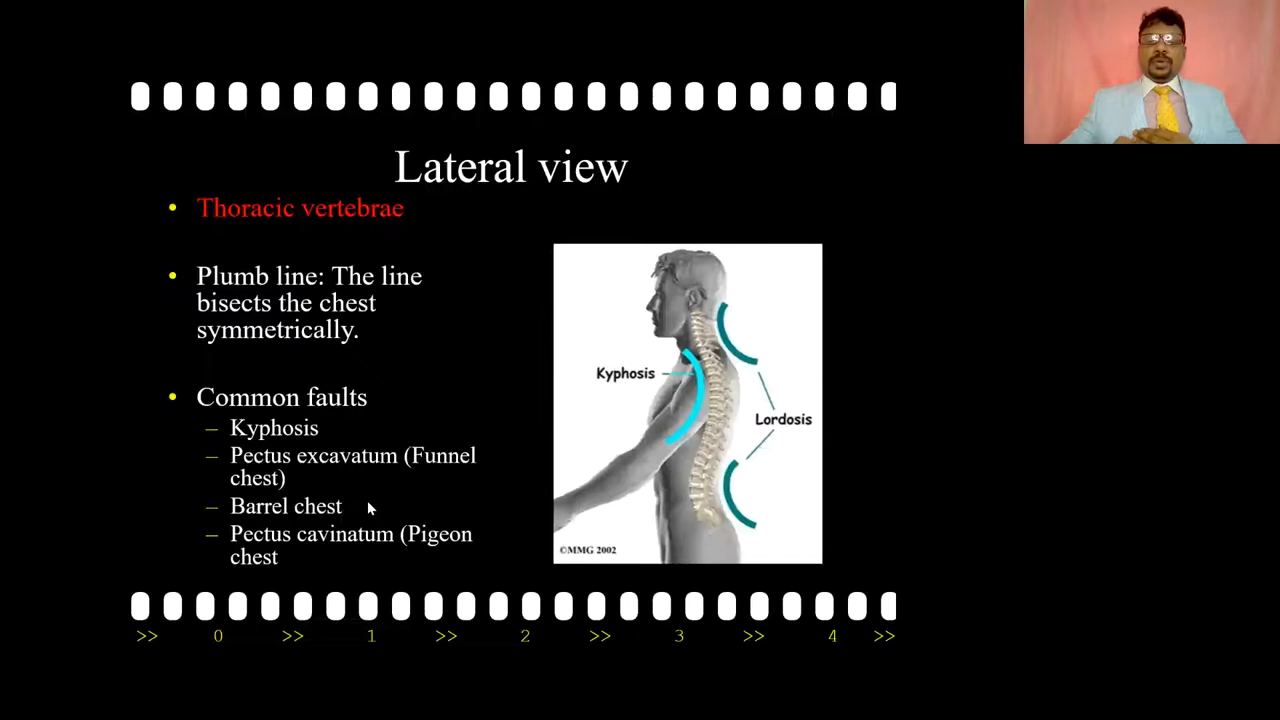 Lateral view
• Thoracic vertebrae
• Plumb line: The line
bisects the chest
symmetrically.
• Common faults
– Kyphosis
– Pectus excavatum (Funnel
chest)
– Barrel chest
– Pectus cavinatum (Pigeon
chest
Kyphosis
Lordosis
©MMG 2002
>> 0 >> 1 >> 2 >> 3 >> 4 >>